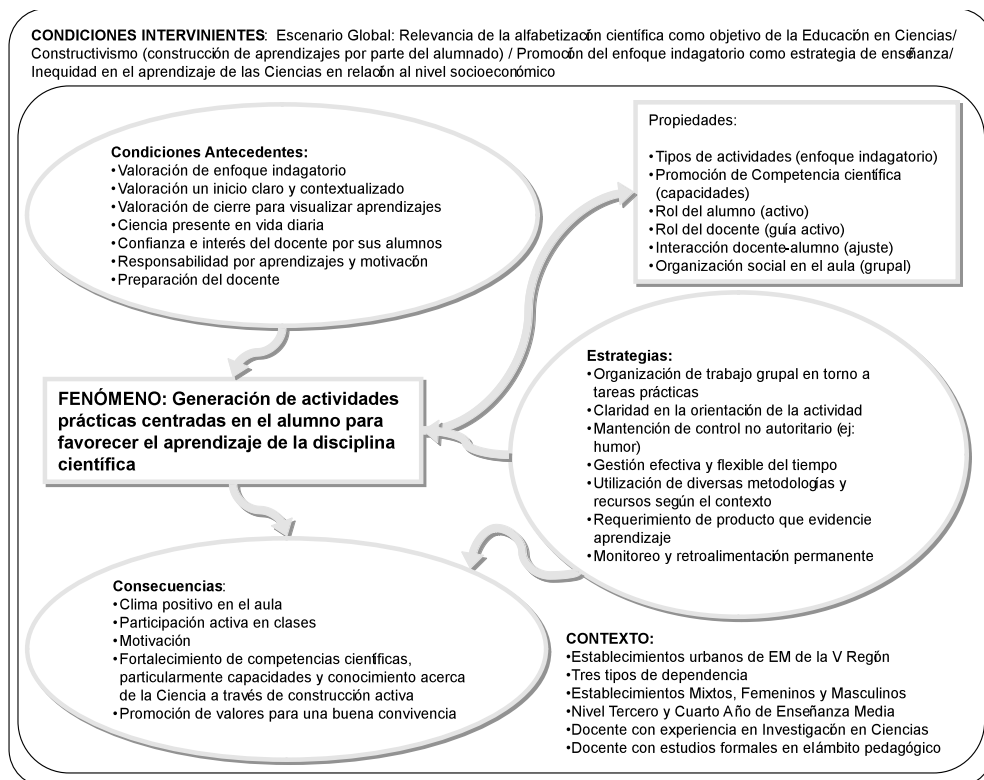 CONDICIONES INTERVINIENTES: Escenario Global: Relevancia de la alfabetización científica como objetivo de la Educación en Ciencias/
Constructivismo (construcción de aprendizajes por parte del alumnado) / Promoción del enfoque indagatorio como estrategia de enseñanza/
Inequidad en el aprendizaje de las Ciencias en relación al nivel socioeconómico
Condiciones Antecedentes:
•Valoración de enfoque indagatorio
•Valoración un inicio claro y contextualizado
•Valoración de cierre para visualizar aprendizajes
•Ciencia presente en vida diaria
•Confianza e interés del docente por sus alumnos
•Responsabilidad por aprendizajes y motivación
•Preparación del docente
Propiedades:
•Tipos de actividades (enfoque indagatorio)
•Promoción de Competencia científica
(capacidades)
•Rol del alumno (activo)
•Rol del docente (guía activo)
•Interacción docente-alumno (ajuste)
•Organización social en el aula (grupal)
FENÓMENO: Generación de actividades
prácticas centradas en el alumno para
favorecer el aprendizaje de la disciplina
científica
Estrategias:
•Organización de trabajo grupal en torno a
tareas prácticas
•Claridad en la orientación de la actividad
•Mantención de control no autoritario (ej:
humor)
•Gestión efectiva y flexible del tiempo
•Utilización de diversas metodologías y
recursos según el contexto
•Requerimiento de producto que evidencie
aprendizaje
•Monitoreo y retroalimentación permanente
Consecuencias:
•Clima positivo en el aula
•Participación activa en clases
•Motivación
•Fortalecimiento de competencias científicas,
particularmente capacidades y conocimiento acerca
de la Ciencia a través de construcción activa
•Promoción de valores para una buena convivencia
CONTEXTO:
•Establecimientos urbanos de EM de la V Región
•Tres tipos de dependencia
•Establecimientos Mixtos, Femeninos y Masculinos
•Nivel Tercero y Cuarto Año de Enseñanza Media
•Docente con experiencia en Investigación en Ciencias
•Docente con estudios formales en el ámbito pedagógico